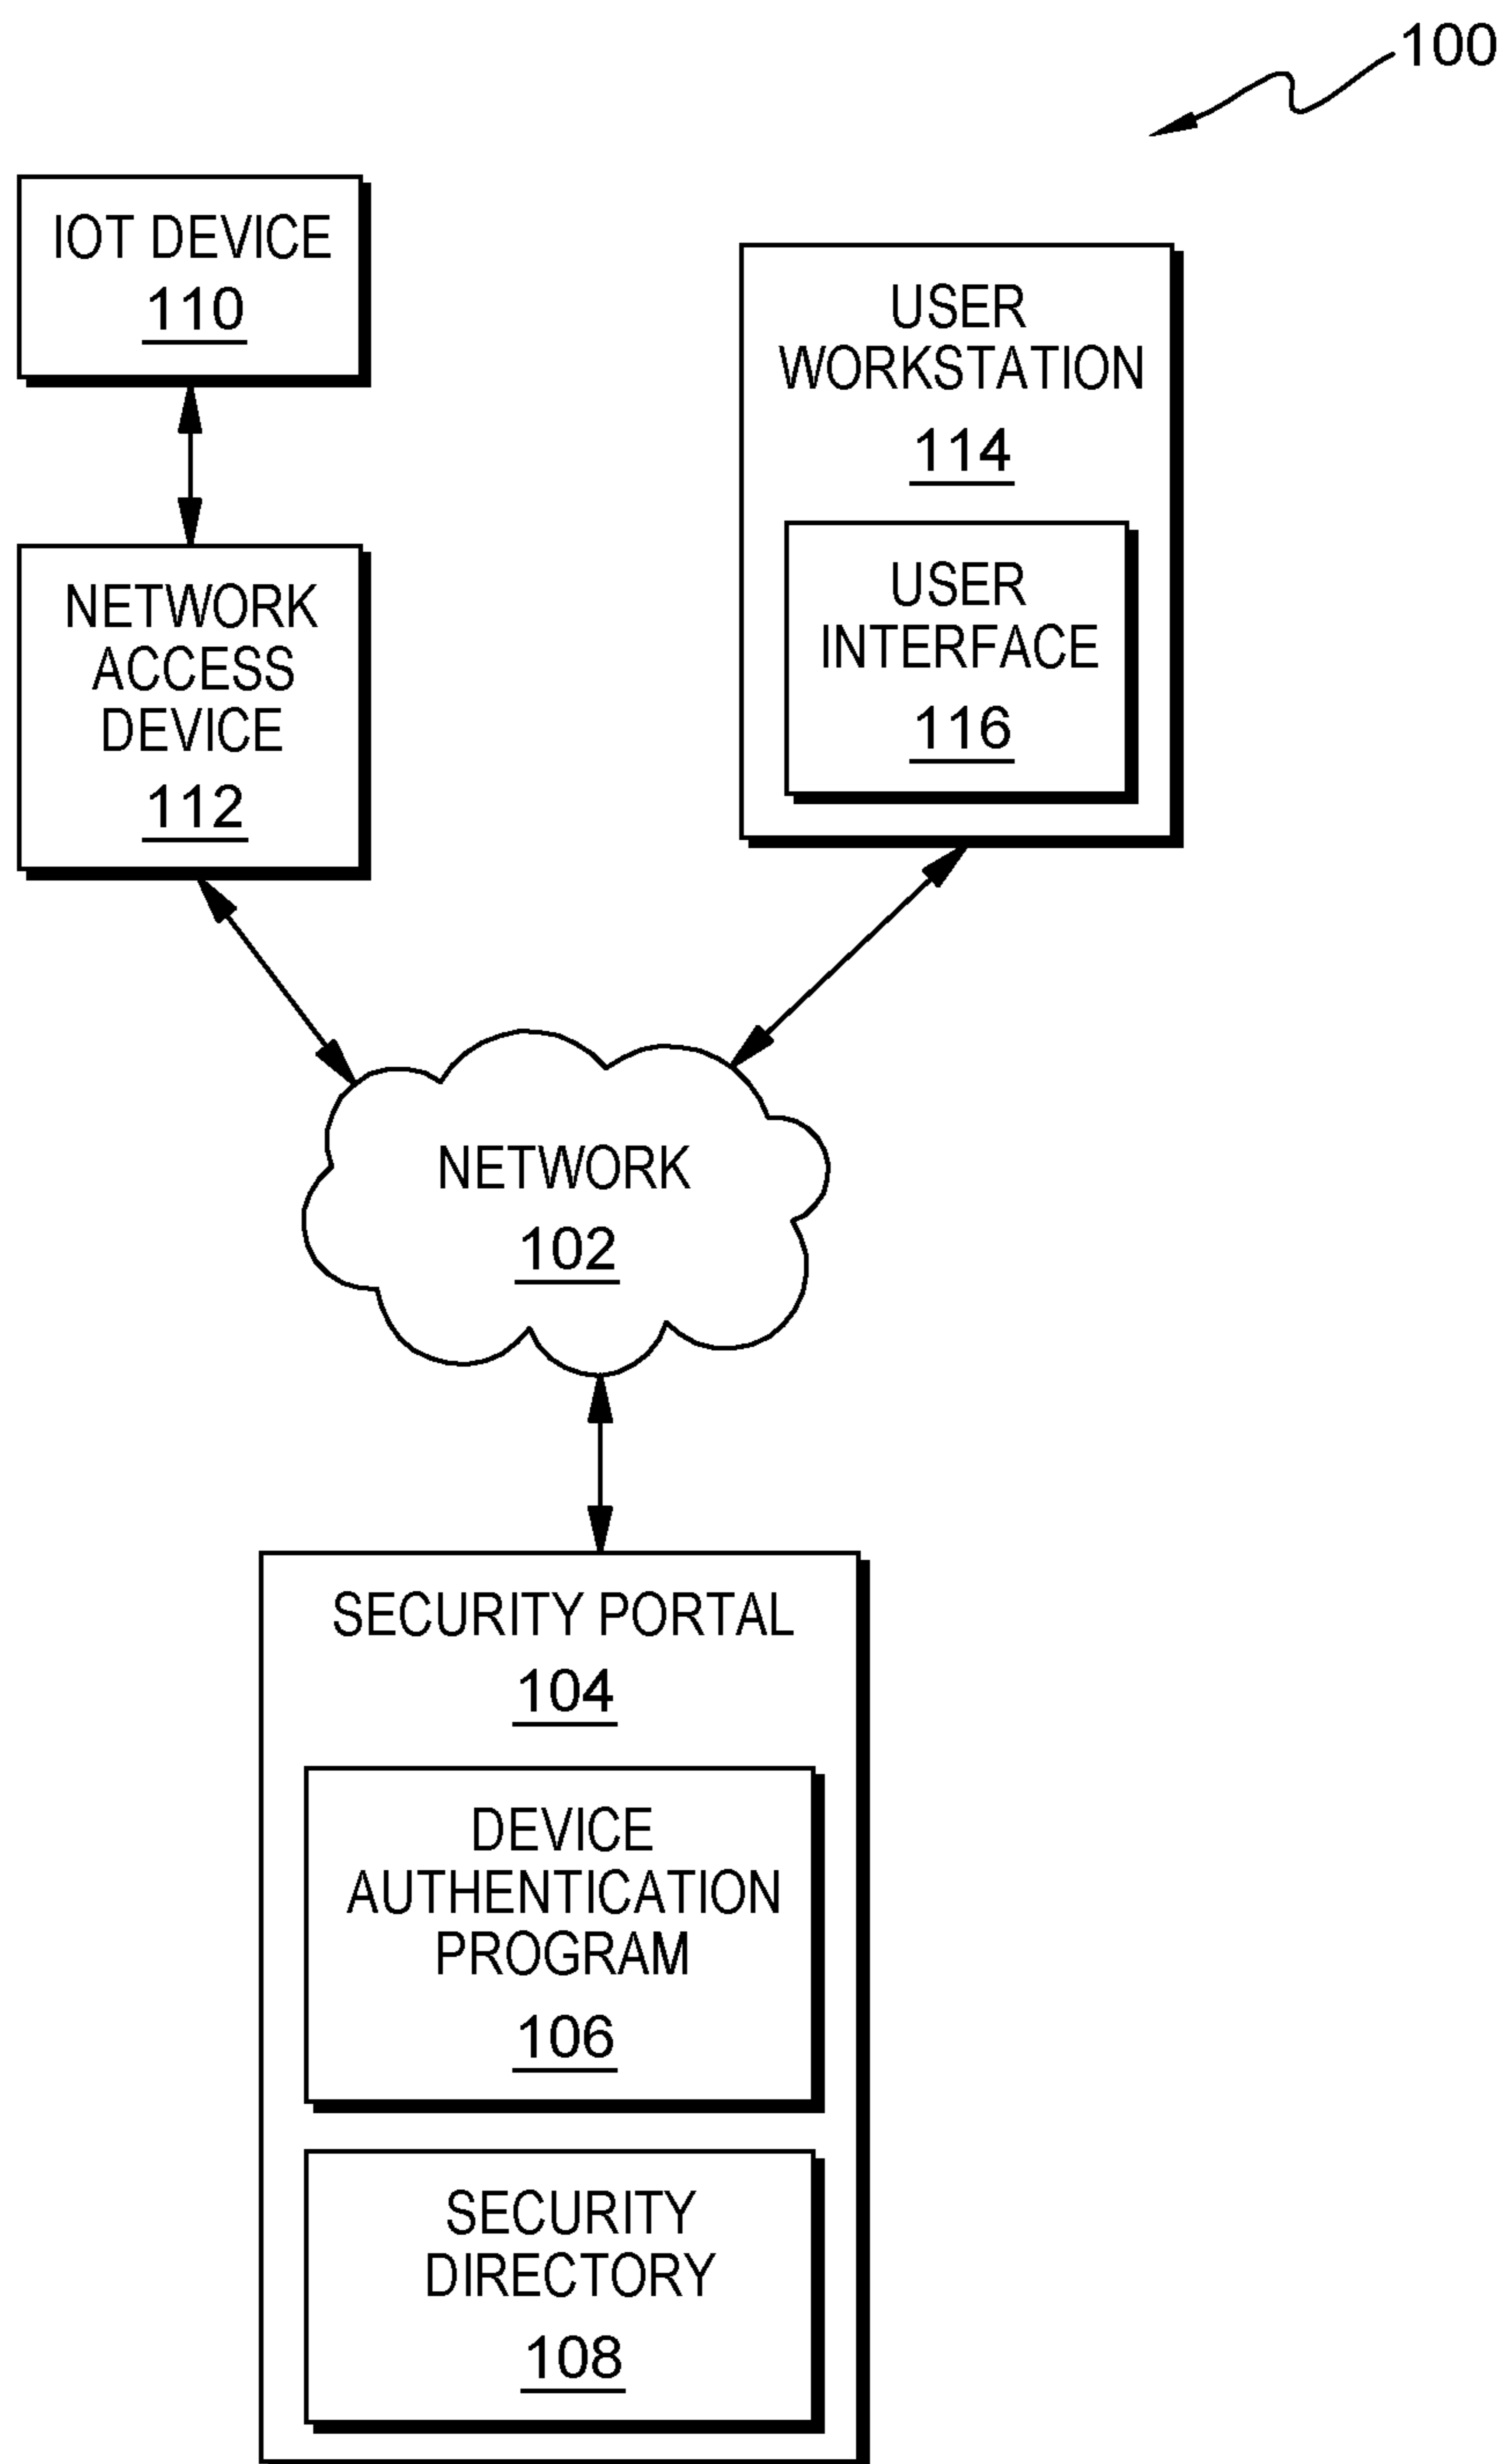 100
IOT DEVICE
110
USER
WORKSTATION
114
USER
INTERFACE
116
NETWORK
ACCESS
DEVICE
112
NETWORK
102
SECURITY PORTAL
104
DEVICE
AUTHENTICATION
PROGRAM
106
SECURITY
DIRECTORY
108